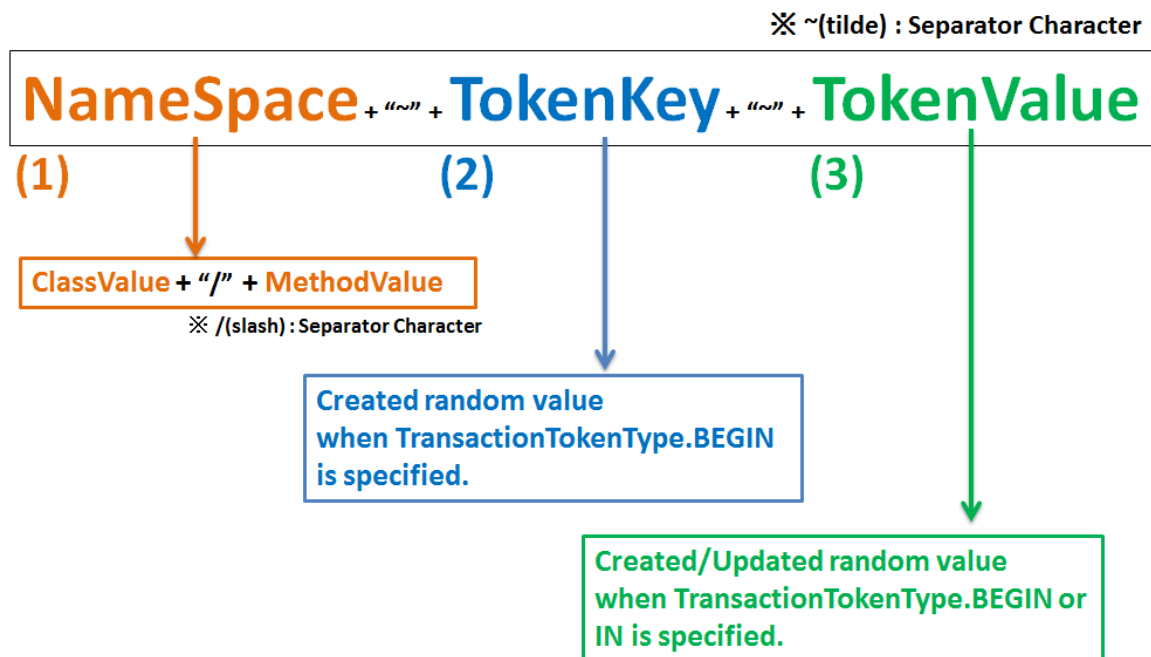 ※ ~(tilde) : Separator Character
NameSpace + “~” + TokenKey + “~” + TokenValue
(1) (2) (3)
ClassValue + “/” + MethodValue
※ /(slash) : Separator Character
Created random value
when TransactionTokenType.BEGIN
is specified.
Created/Updated random value
when TransactionTokenType.BEGIN or
IN is specified.